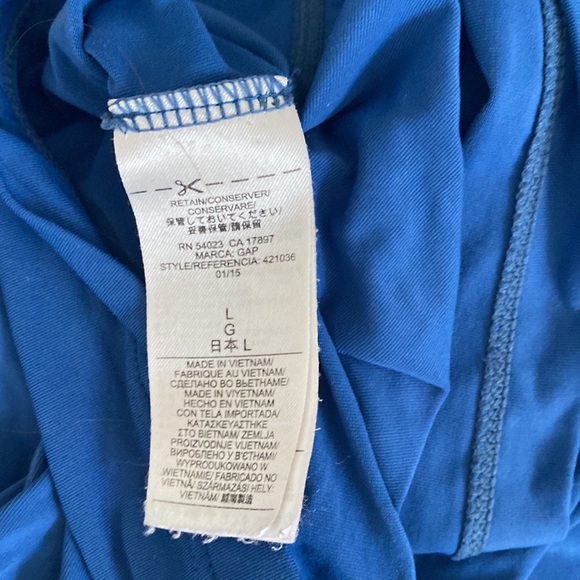 RETAIN/CONSERVER/
CONSERVARE/
保管しておいてください/
妥善保管/請保留
RN 54023 CA 17897
MARCA: GAP
STYLE/REFERENCIA: 421036
01/15
L
G
日本 L
MADE IN VIETNAM/
FABRIQUE AU VIETNAM/
СДЕЛАНО ВО ВЬЕТНАМЕ/
MADE IN VIYETNAM/
HECHO EN VIETNAM
CON TELA IMPORTADA/
ΚΑΤΑΣΚΕΥΑΣΤΗΚΕ
ΣΤΟ ΒΙΕΤΝΑΜ/ ZEMLJA
PROIZVODNJE VIJETNAM/
ВИРОБЛЕНО У В'ЄТНАМІ/
WYPRODUKOWANO W
WIETNAMIE/ FABRICADO NO
VIETNÃ/ SZÁRMAZÁSI HELY:
VIETNÁM/ 越南製造